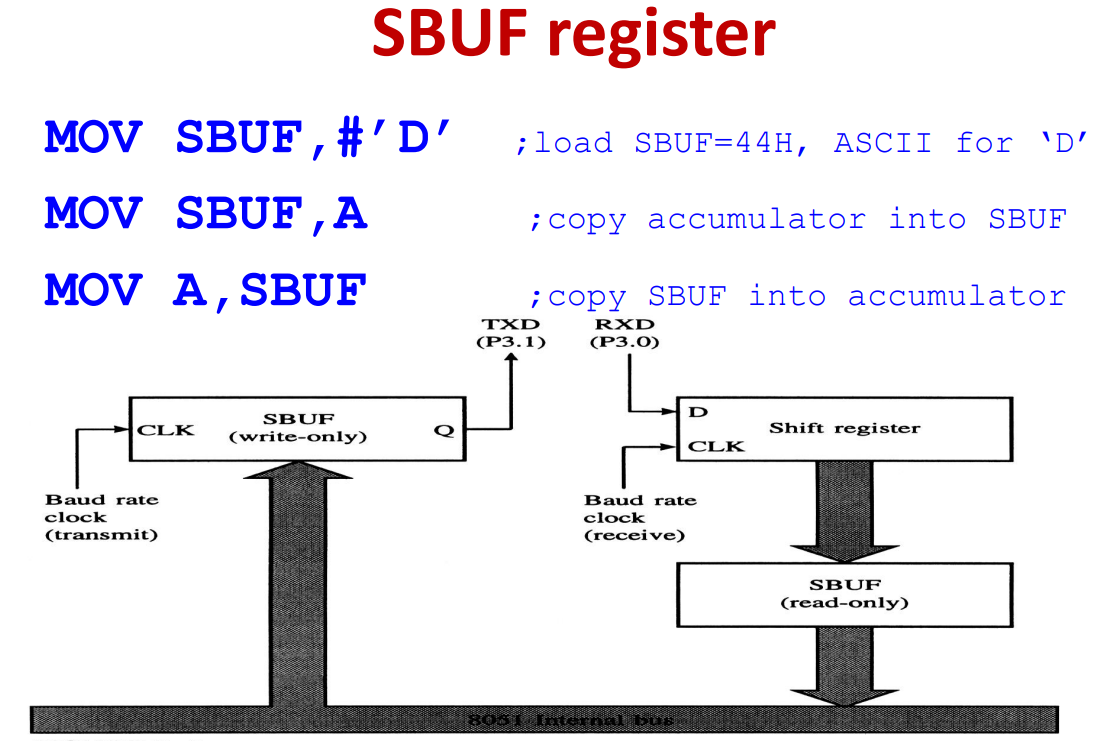 SBUF register
MOV SBUF,#’D’ ;load SBUF=44H, ASCII for ‘D’
MOV SBUF,A ;copy accumulator into SBUF
MOV A,SBUF ;copy SBUF into accumulator
TXD
(P3.1)
RXD
(P3.0)
CLK
SBUF
(write-only)
Q
D
CLK
Shift register
Baud rate
clock
(transmit)
Baud rate
clock
(receive)
SBUF
(read-only)
8051 Internal bus